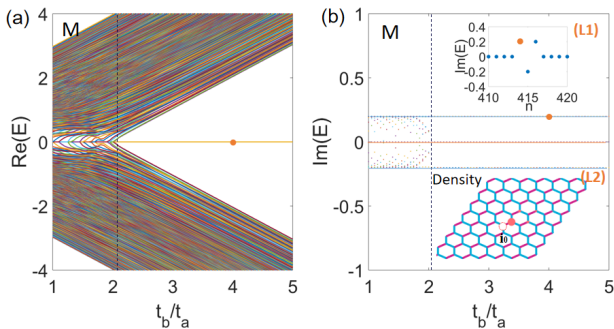 (a)
M
Re(E)
4
2
0
-2
-4
1
2
3
4
5
t_b/t_a
(b)
M
(L1)
Im(E)
1
0.5
0
-0.5
-1
Im(E)
0.4
0.2
0
-0.2
-0.4
410
415
420
n
Density
(L2)
i₀
1
2
3
4
5
t_b/t_a